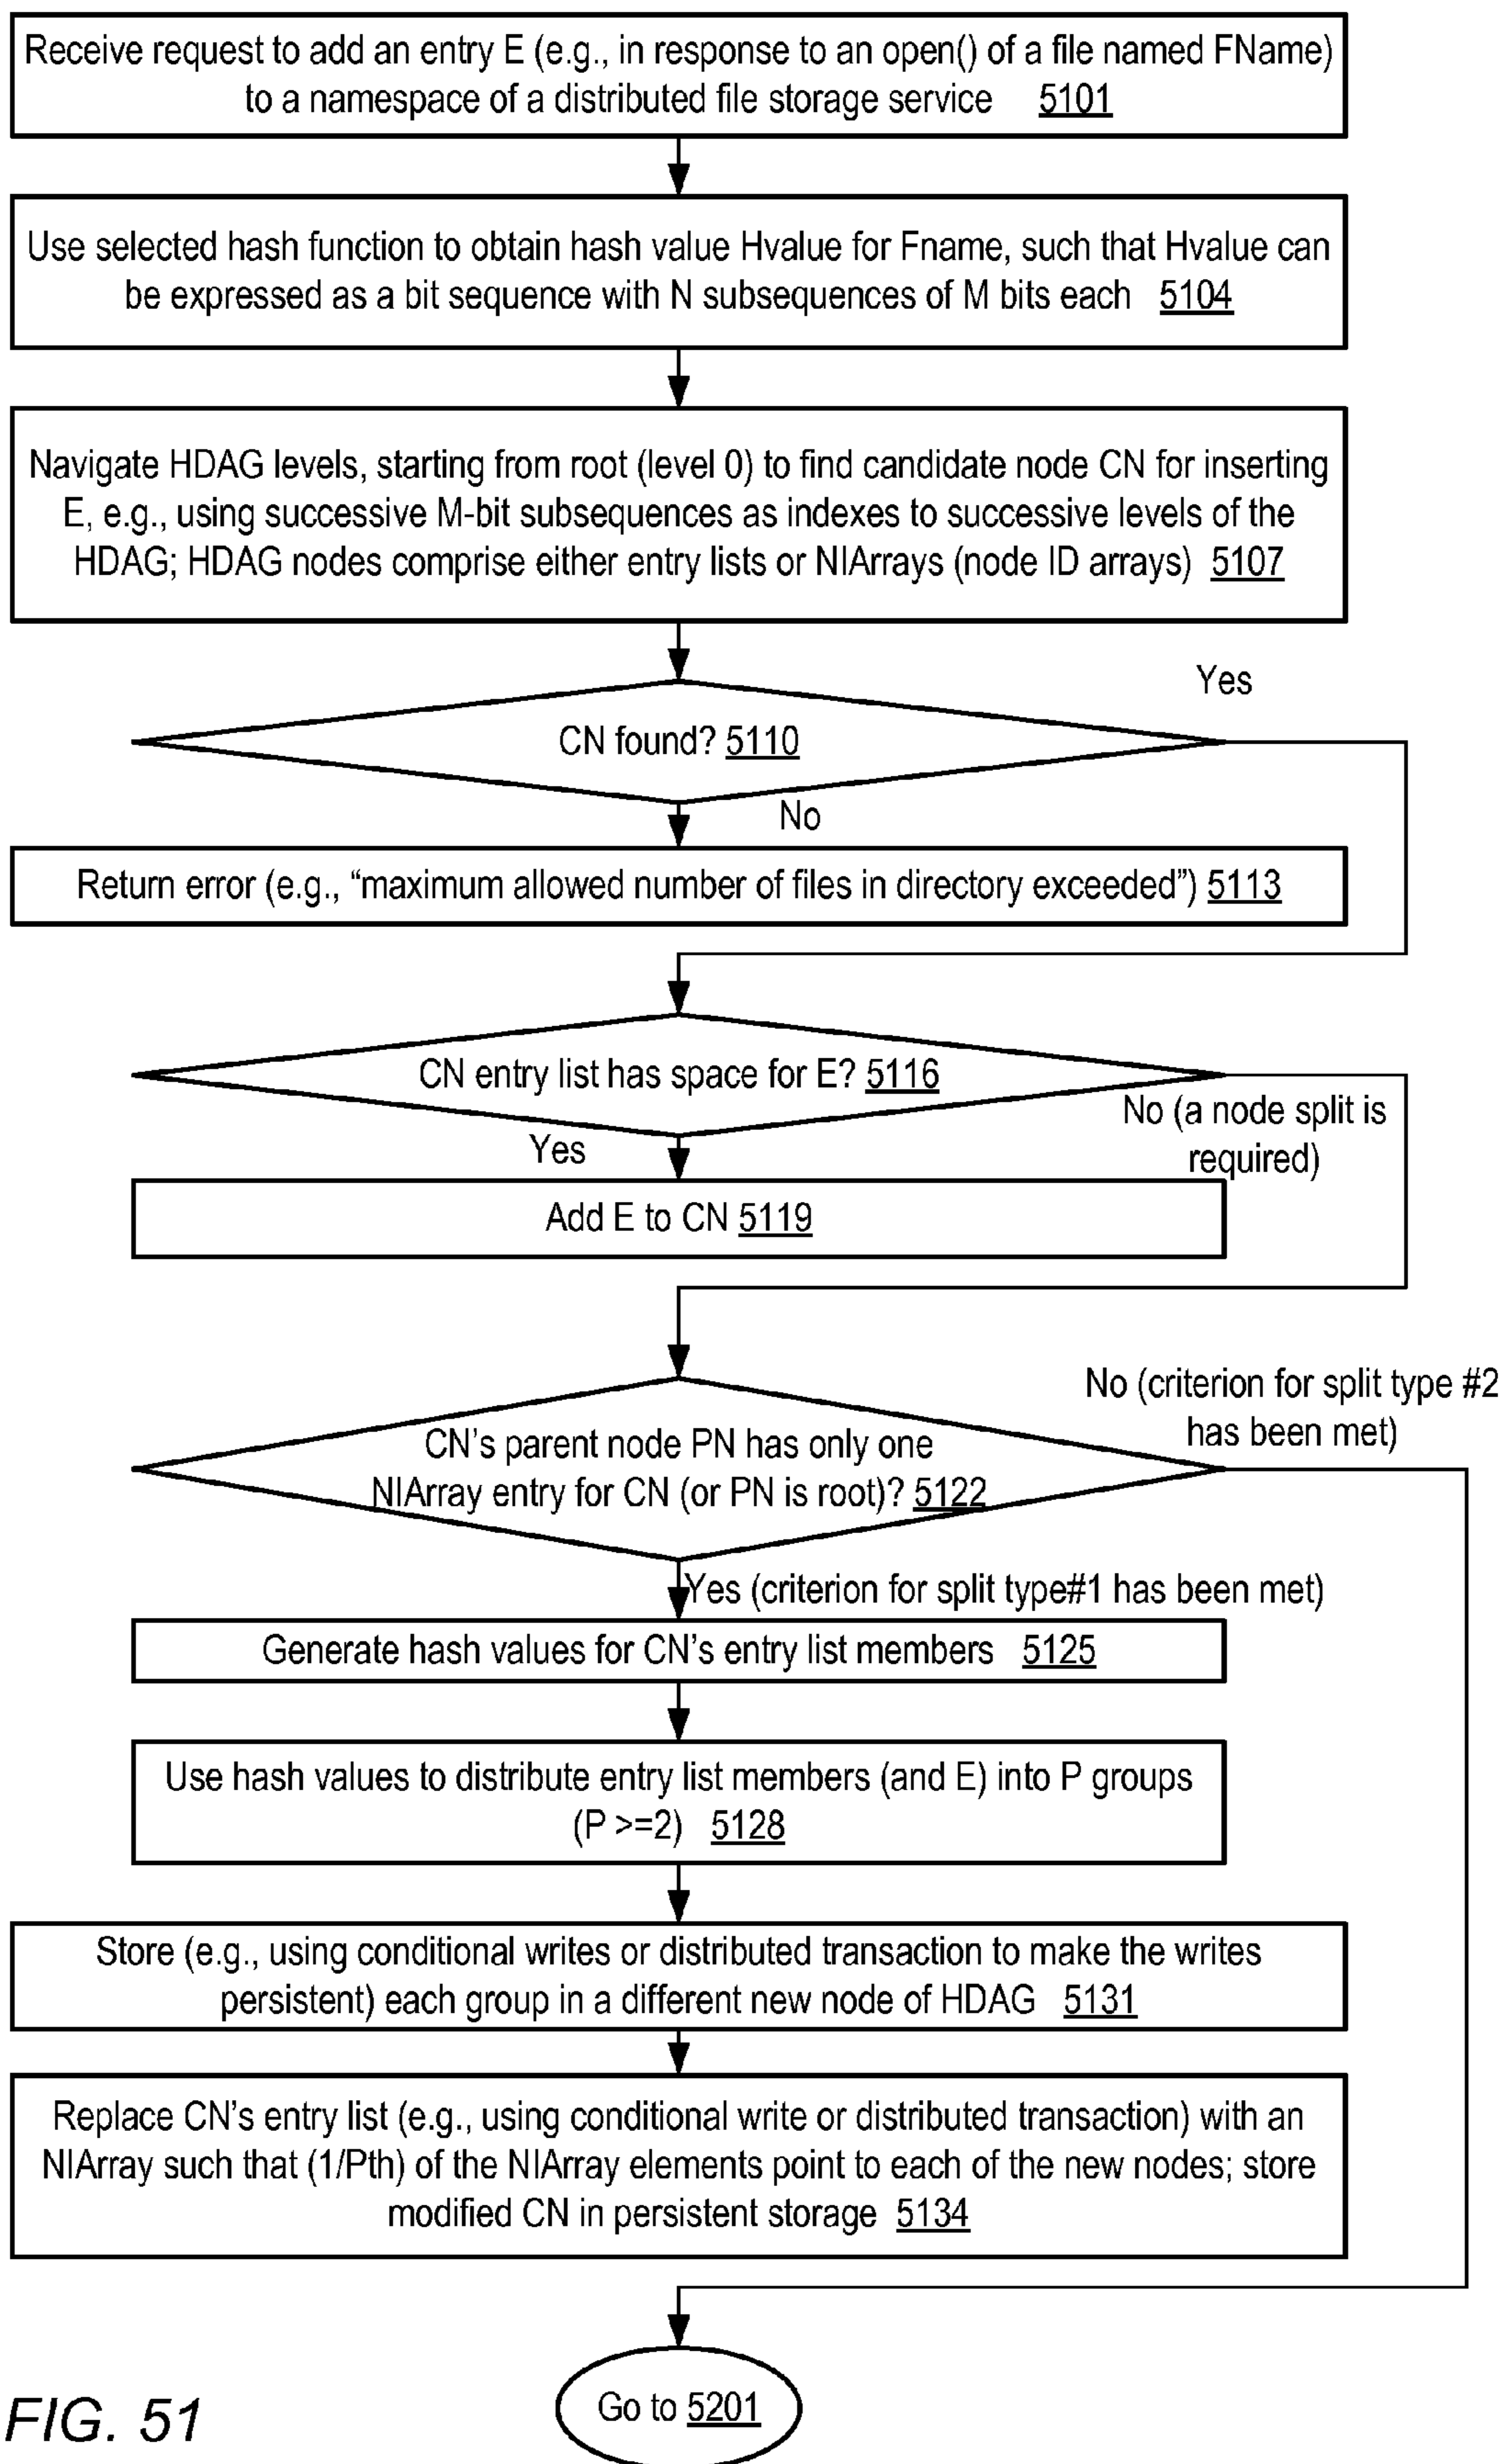 Receive request to add an entry E (e.g., in response to an open() of a file named FName)
to a namespace of a distributed file storage service 5101
Use selected hash function to obtain hash value Hvalue for Fname, such that Hvalue can
be expressed as a bit sequence with N subsequences of M bits each 5104
Navigate HDAG levels, starting from root (level 0) to find candidate node CN for inserting
E, e.g., using successive M-bit subsequences as indexes to successive levels of the
HDAG; HDAG nodes comprise either entry lists or NIArrays (node ID arrays) 5107
Yes
CN found? 5110
No
Return error (e.g., “maximum allowed number of files in directory exceeded”) 5113
CN entry list has space for E? 5116
No (a node split is
required)
Yes
Add E to CN 5119
No (criterion for split type #2
has been met)
CN’s parent node PN has only one
NIArray entry for CN (or PN is root)? 5122
Yes (criterion for split type#1 has been met)
Generate hash values for CN’s entry list members 5125
Use hash values to distribute entry list members (and E) into P groups
(P >=2) 5128
Store (e.g., using conditional writes or distributed transaction to make the writes
persistent) each group in a different new node of HDAG 5131
Replace CN’s entry list (e.g., using conditional write or distributed transaction) with an
NIArray such that (1/Pth) of the NIArray elements point to each of the new nodes; store
modified CN in persistent storage 5134
Go to 5201
FIG. 51